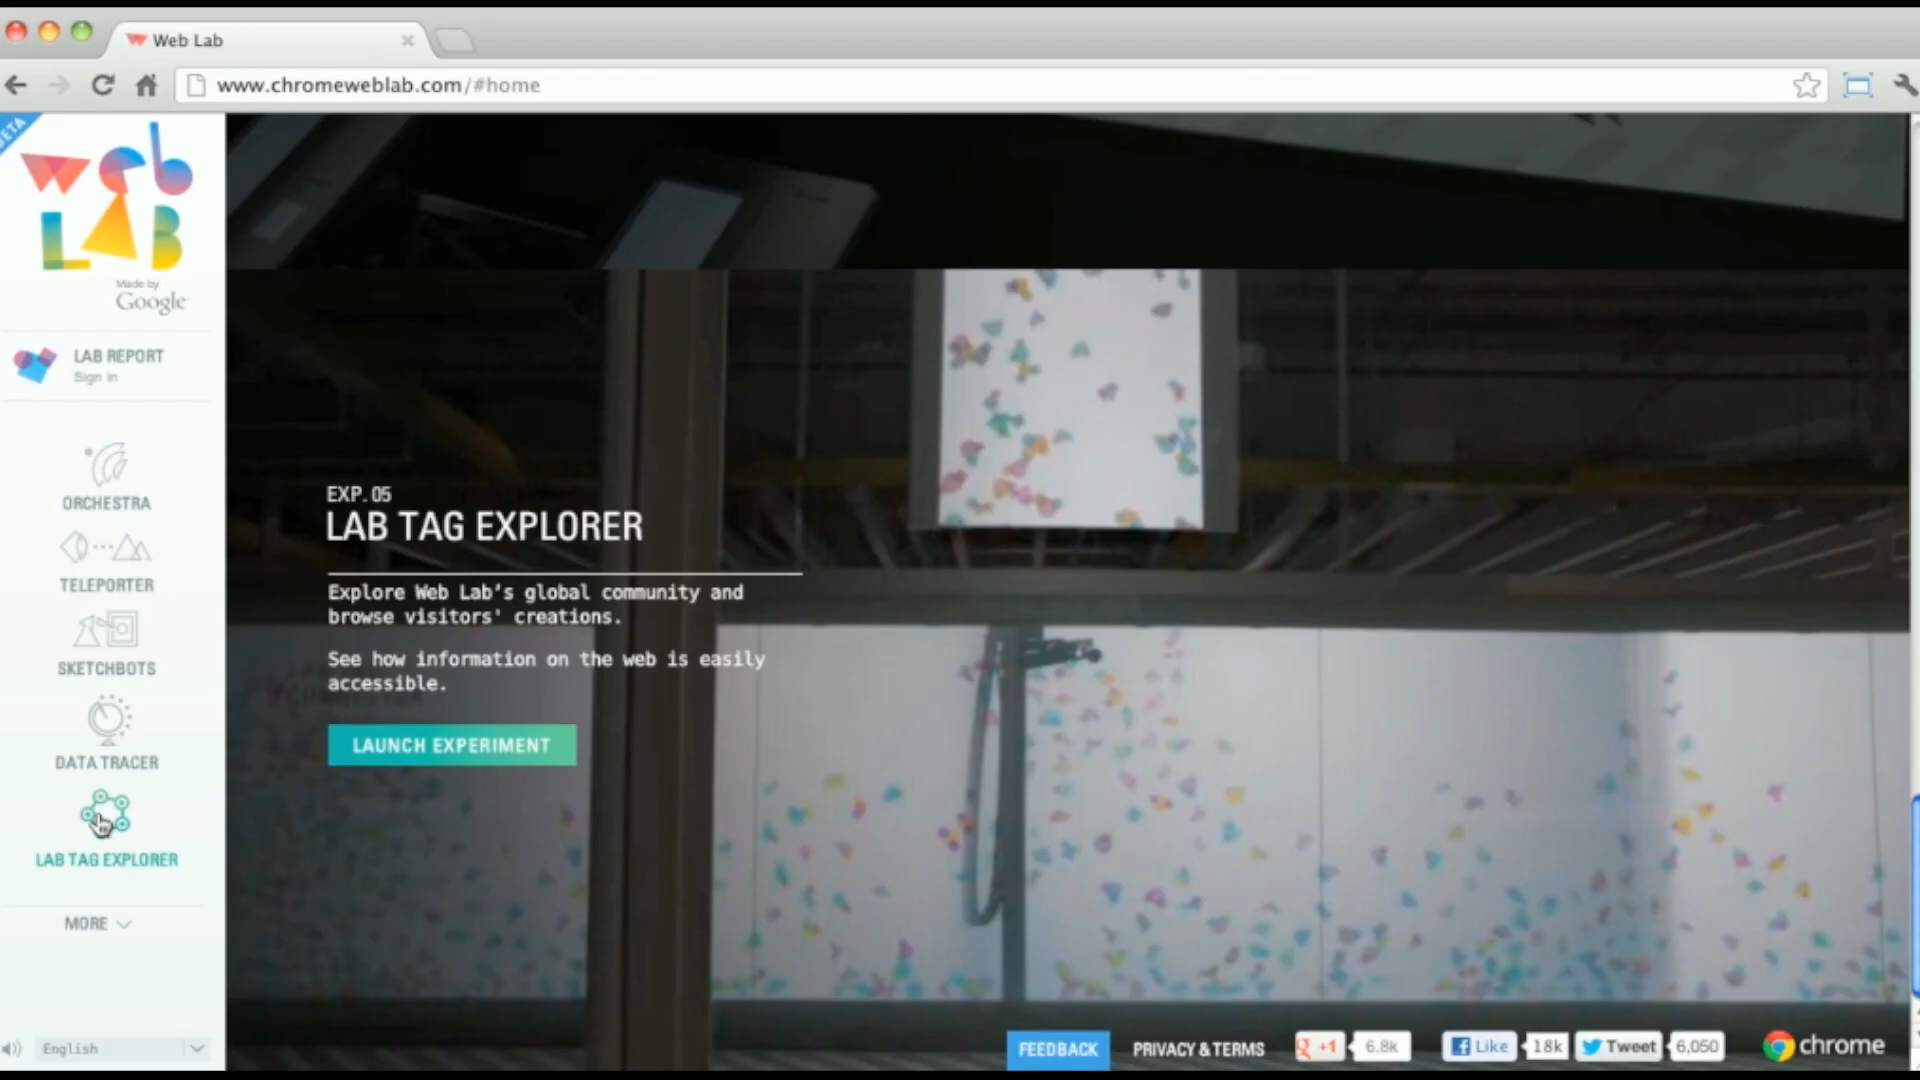 Web Lab
www.chromeweblab.com/#home
BETA
web
LAB
Made by
Google
LAB REPORT
Sign in
ORCHESTRA
TELEPORTER
SKETCHBOTS
DATA TRACER
LAB TAG EXPLORER
MORE
English
EXP. 05
LAB TAG EXPLORER
Explore Web Lab's global community and
browse visitors' creations.
See how information on the web is easily
accessible.
LAUNCH EXPERIMENT
FEEDBACK PRIVACY & TERMS g +1 6.8k f Like 18k Tweet 6,050 chrome